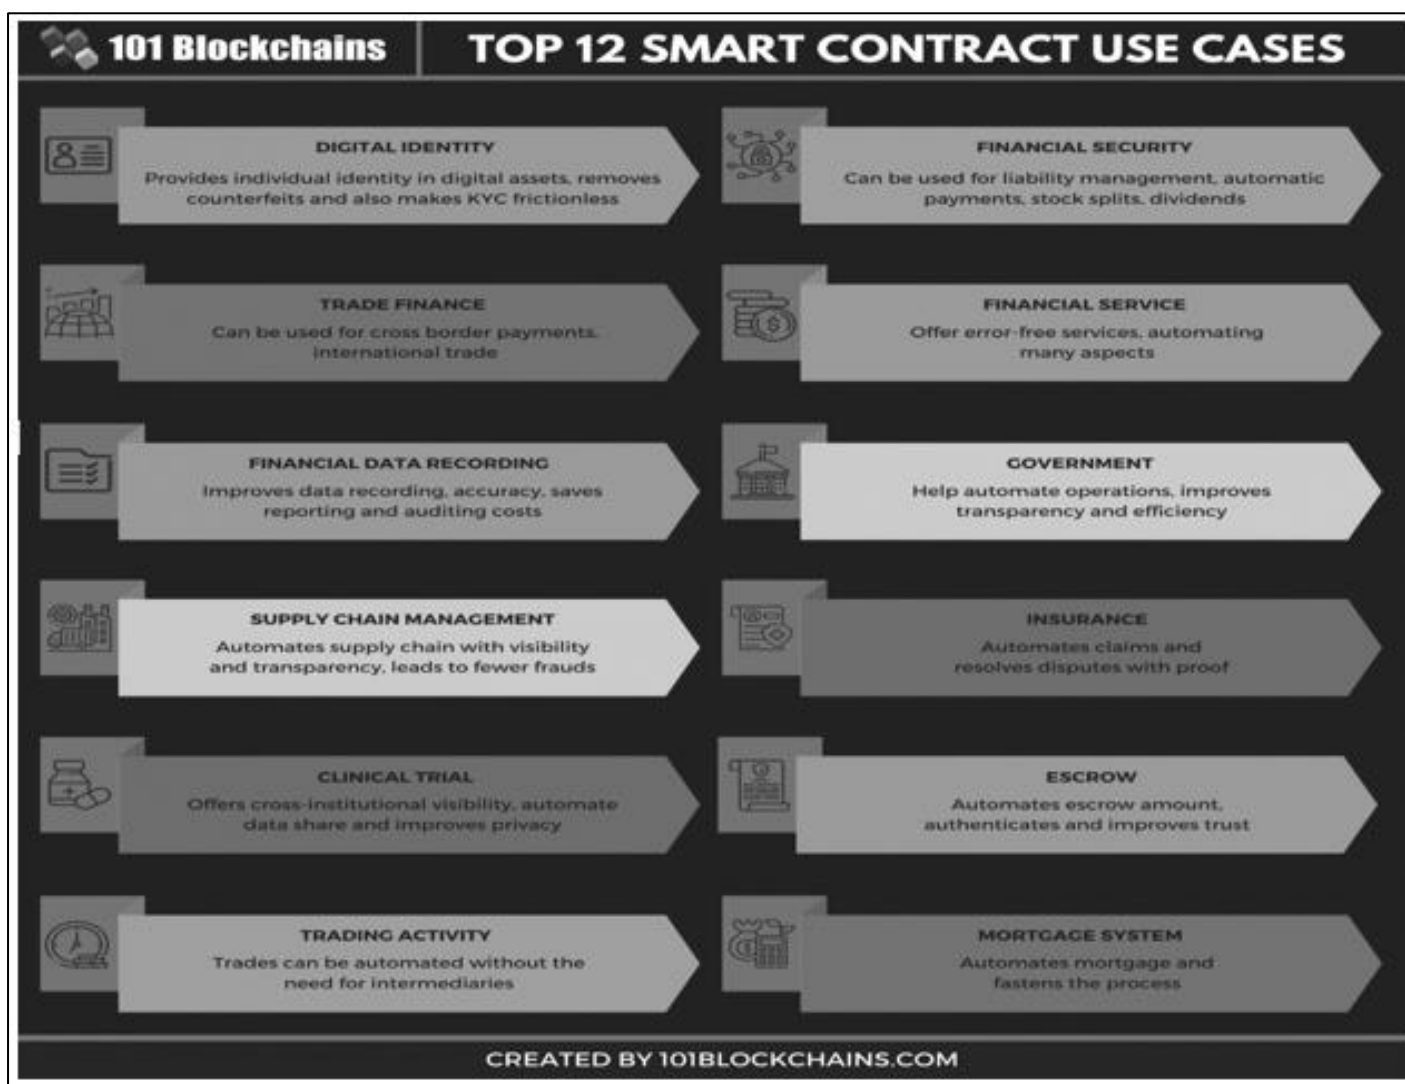 101 Blockchains
TOP 12 SMART CONTRACT USE CASES
DIGITAL IDENTITY
Provides individual identity in digital assets, removes
counterfeits and also makes KYC frictionless
FINANCIAL SECURITY
Can be used for liability management, automatic
payments, stock splits, dividends
TRADE FINANCE
Can be used for cross border payments,
international trade
FINANCIAL SERVICE
Offer error-free services, automating
many aspects
FINANCIAL DATA RECORDING
Improves data recording, accuracy, saves
reporting and auditing costs
GOVERNMENT
Help automate operations, improves
transparency and efficiency
SUPPLY CHAIN MANAGEMENT
Automates supply chain with visibility
and transparency, leads to fewer frauds
INSURANCE
Automates claims and
resolves disputes with proof
CLINICAL TRIAL
Offers cross-institutional visibility, automate
data share and improves privacy
ESCROW
Automates escrow amount,
authenticates and improves trust
TRADING ACTIVITY
Trades can be automated without the
need for intermediaries
MORTGAGE SYSTEM
Automates mortgage and
fastens the process
CREATED BY 101BLOCKCHAINS.COM